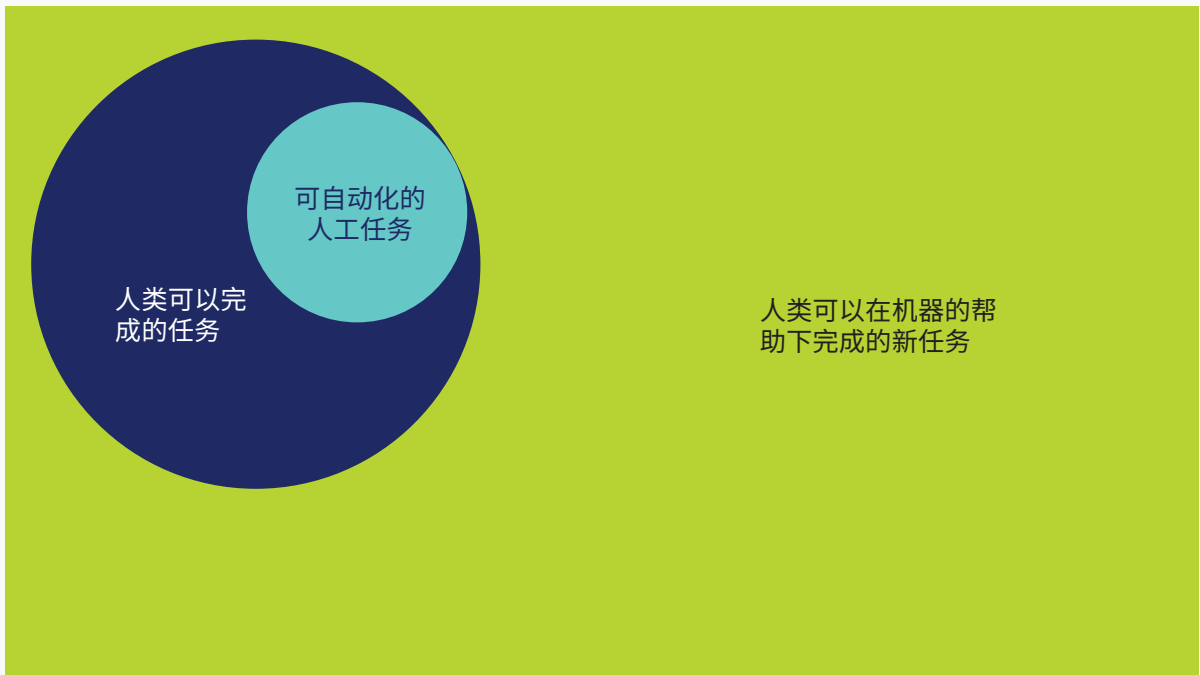 可自动化的
人工任务
人类可以完
成的任务
人类可以在机器的帮
助下完成的新任务